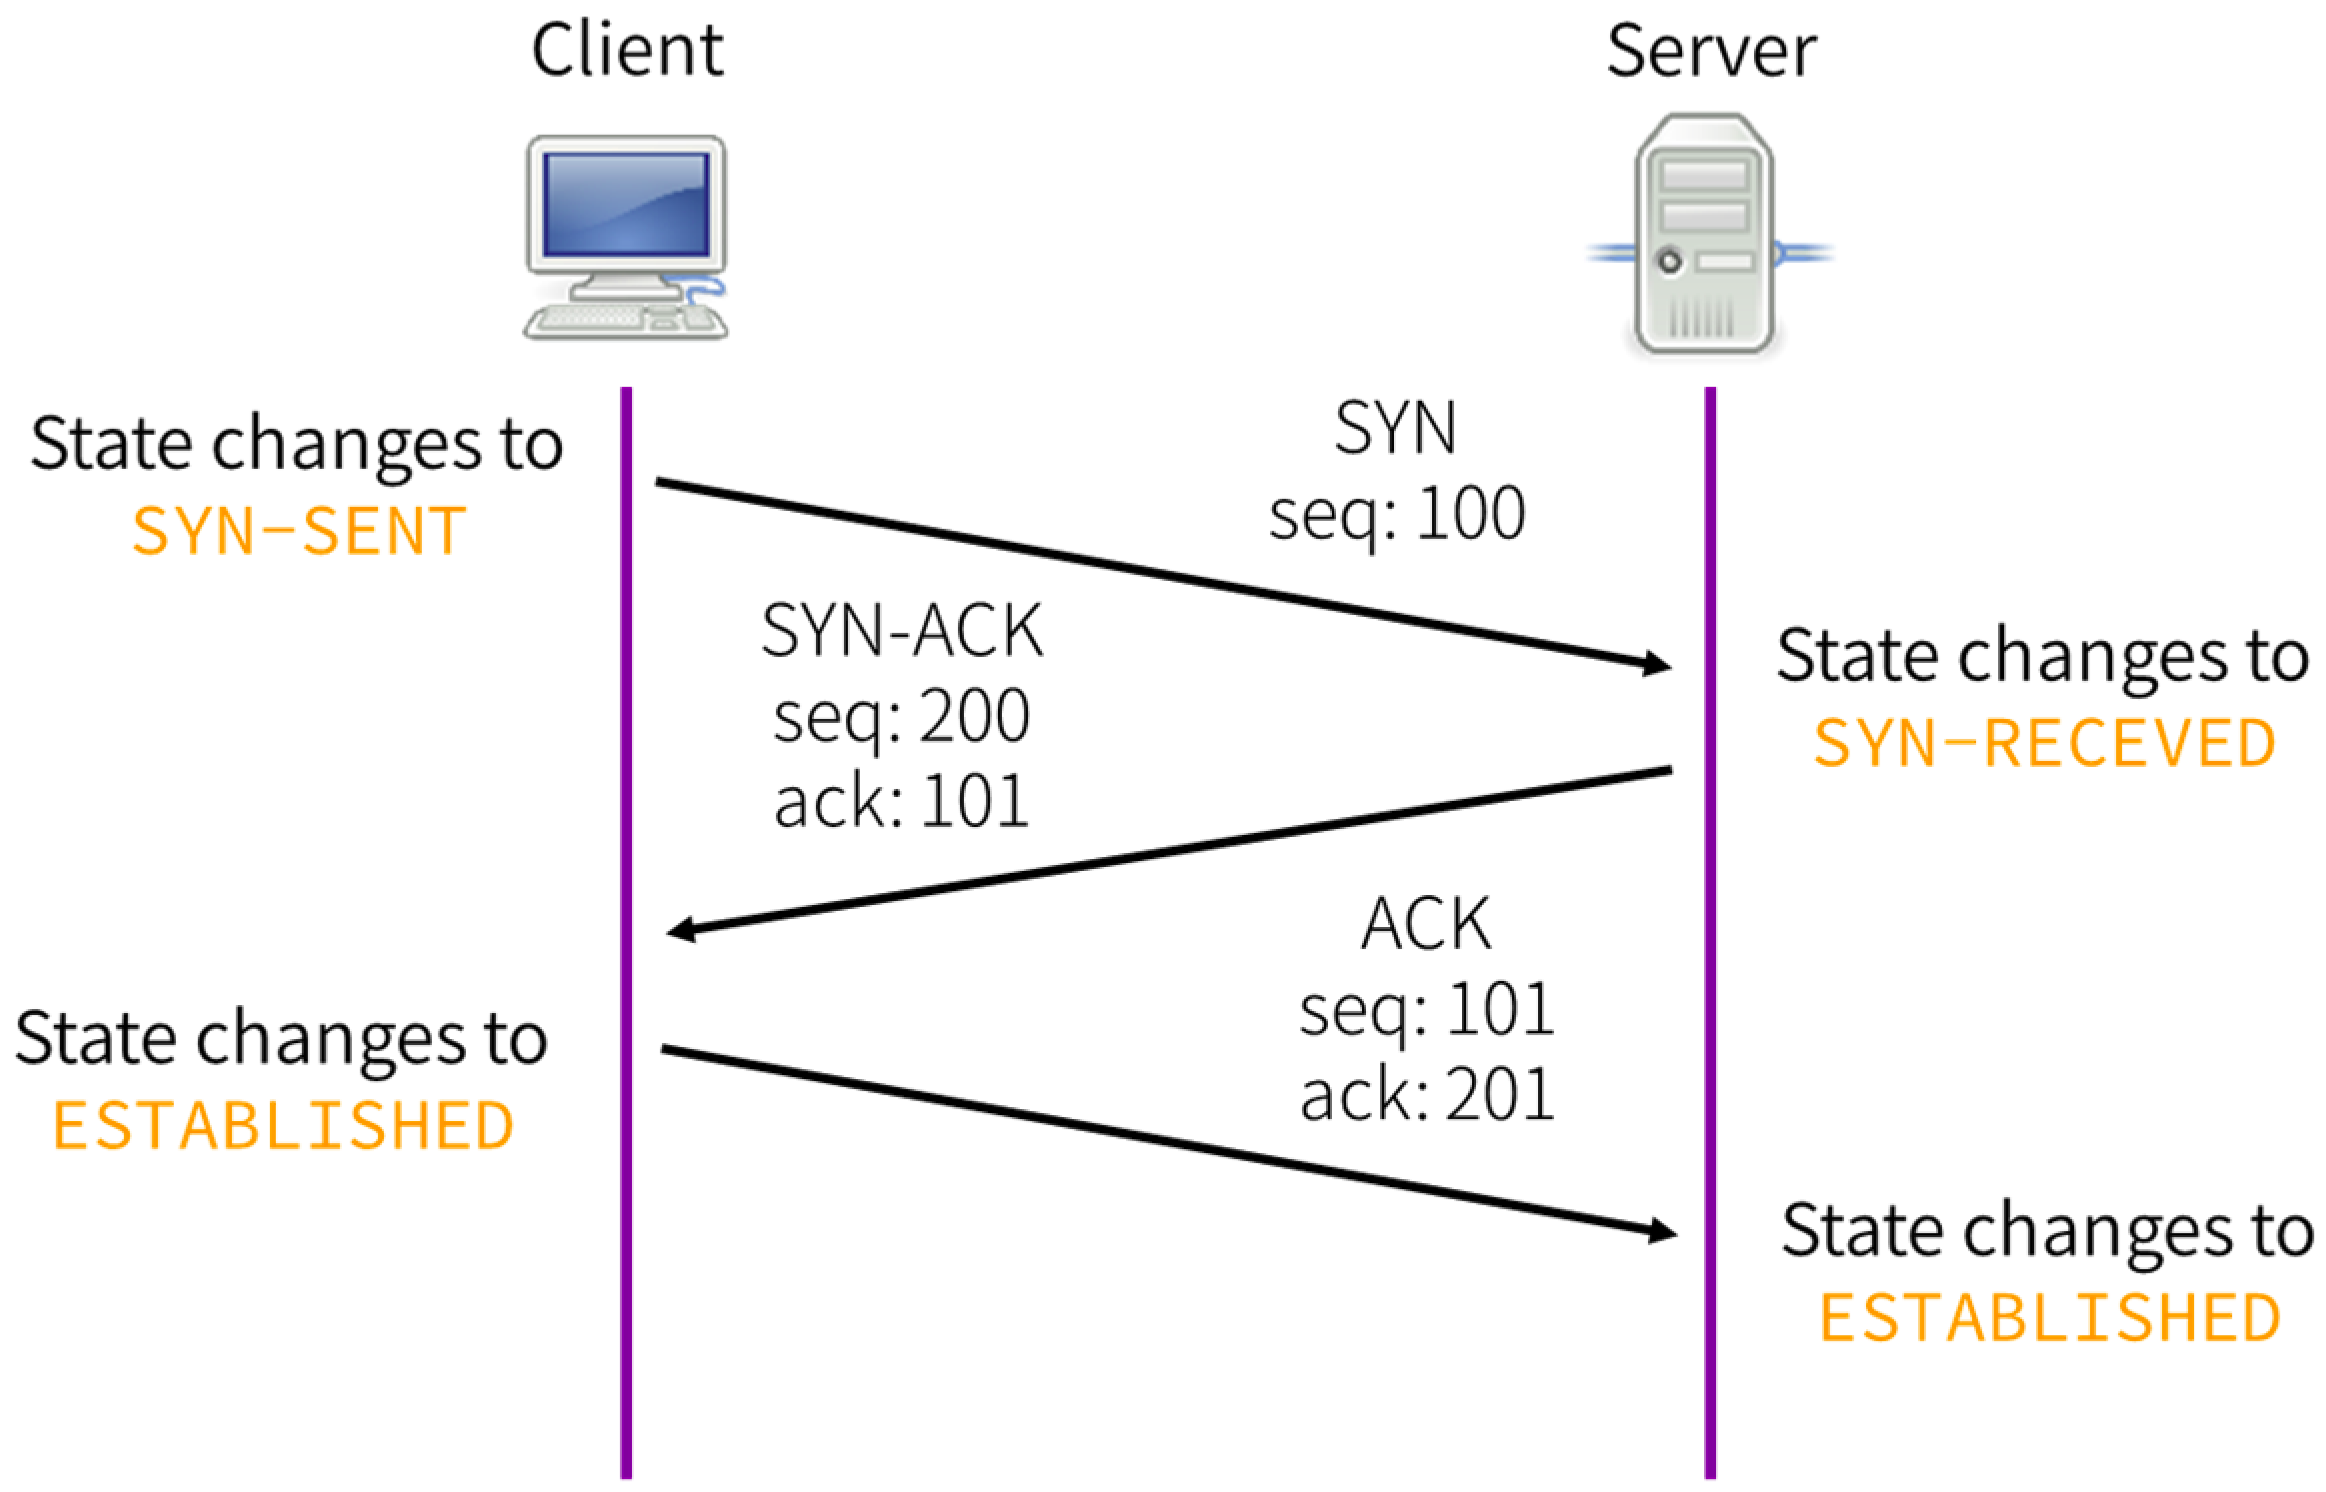 Client
Server
State changes to
SYN-SENT
SYN
seq: 100
SYN-ACK
seq: 200
ack: 101
State changes to
SYN-RECEVED
ACK
seq: 101
ack: 201
State changes to
ESTABLISHED
State changes to
ESTABLISHED